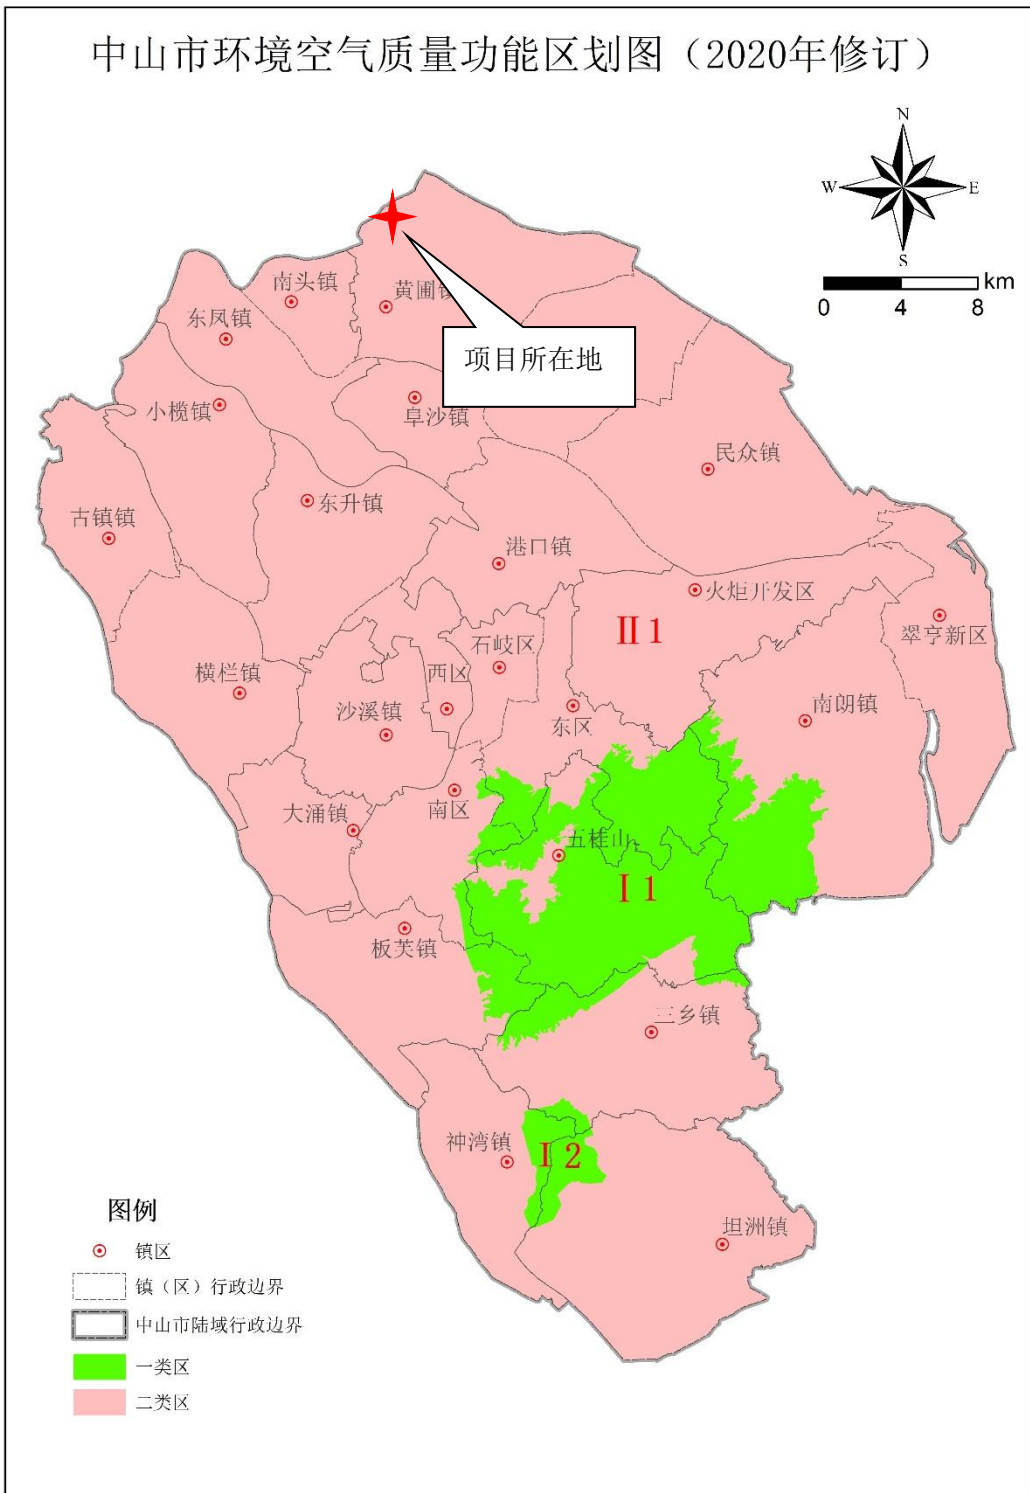 中山市环境空气质量功能区划图（2020年修订）
N
W
E
S
km
0
4
8
南头镇
黄圃镇
东凤镇
项目所在地
小榄镇
阜沙镇
民众镇
东升镇
古镇镇
港口镇
火炬开发区
翠亨新区
II 1
石岐区
西区
横栏镇
沙溪镇
东区
南朗镇
南区
大涌镇
五桂山
I 1
板芙镇
三乡镇
神湾镇
I 2
坦洲镇
图例
镇区
镇（区）行政边界
中山市陆域行政边界
一类区
二类区